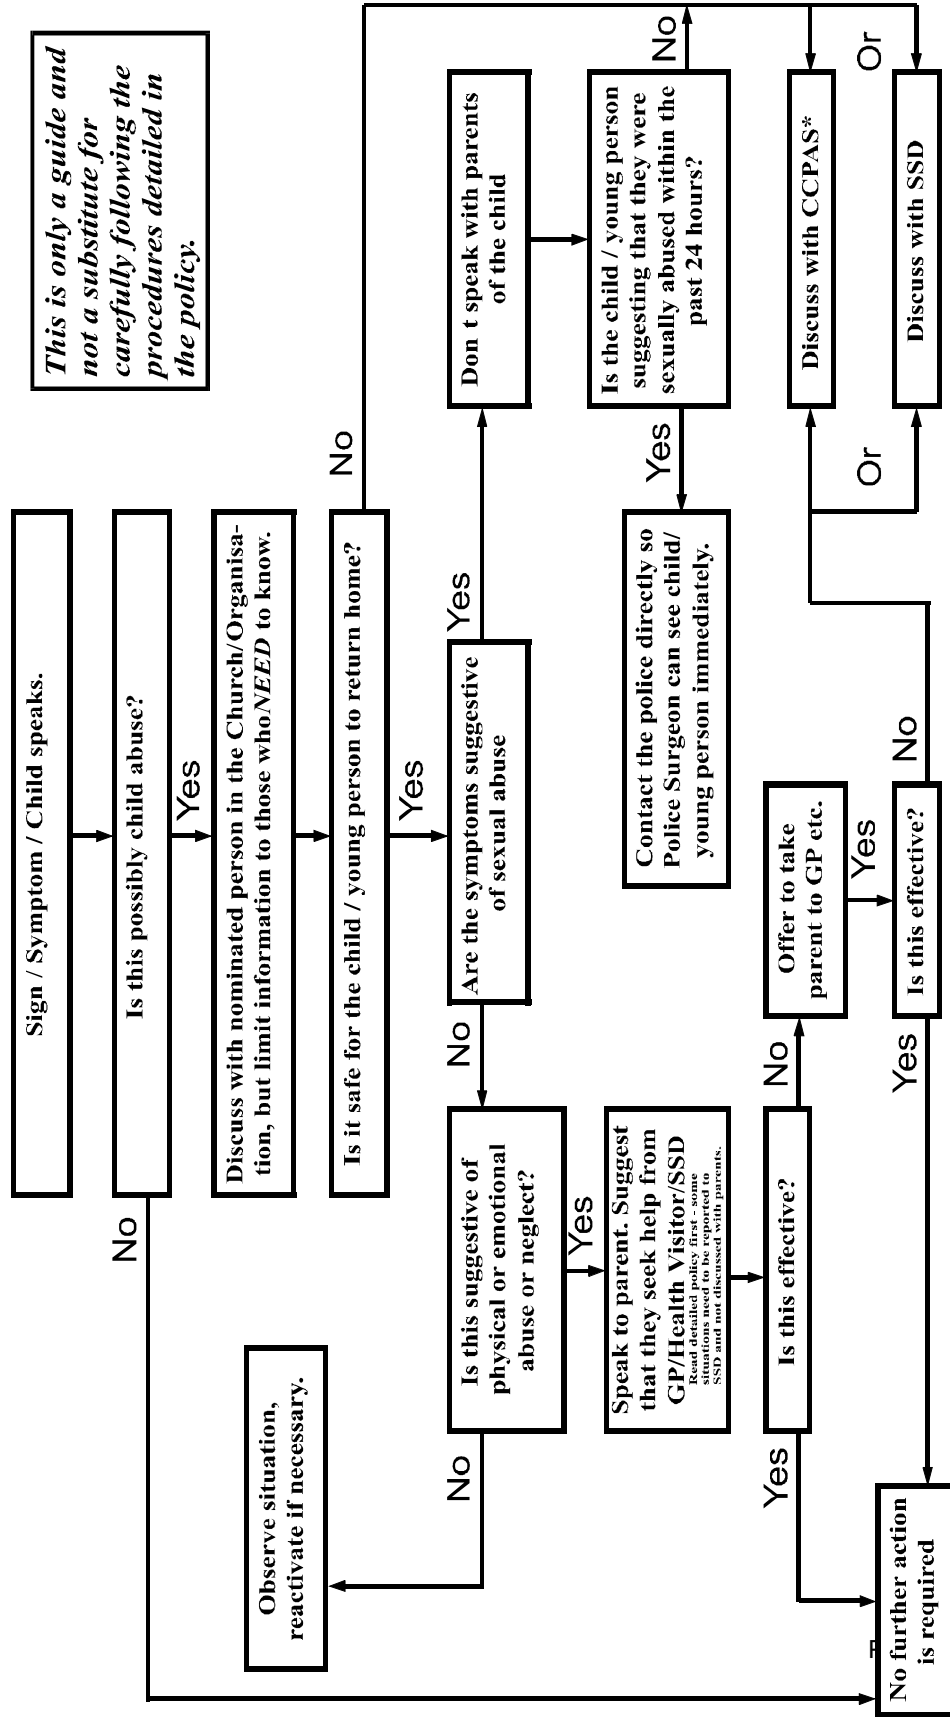 This is only a guide and
not a substitute for
carefully following the
procedures detailed in
the policy.
Sign / Symptom / Child speaks.
Is this possibly child abuse?
No
Yes
Discuss with nominated person in the Church/Organisa-
tion, but limit information to those whoNEED to know.
Is it safe for the child / young person to return home?
No
Yes
Are the symptoms suggestive
of sexual abuse
No
Yes
Don t speak with parents
of the child
Is the child / young person
suggesting that they were
sexually abused within the
past 24 hours?
No
Yes
Contact the police directly so
Police Surgeon can see child/
young person immediately.
Is this suggestive of
physical or emotional
abuse or neglect?
No
Yes
Observe situation,
reactivate if necessary.
Speak to parent. Suggest
that they seek help from
GP/Health Visitor/SSD
Read detailed policy first - some
situations need to be reported to
SSD and not discussed with parents.
Is this effective?
Yes
No
Offer to take
parent to GP etc.
Yes
Is this effective?
Yes
No
Discuss with CCPAS*
Or
Or
Discuss with SSD
No further action
is required